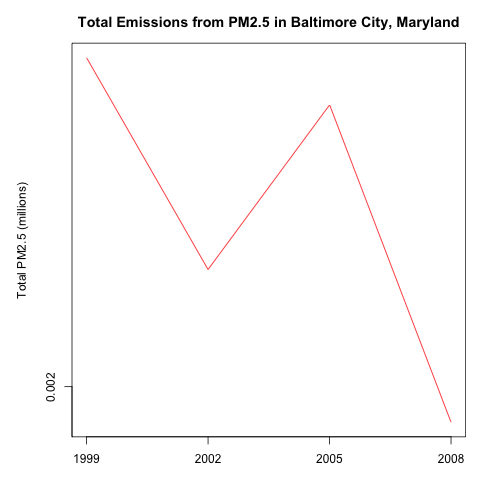 Total Emissions from PM2.5 in Baltimore City, Maryland
Total PM2.5 (millions)
0.002
1999 2002 2005 2008